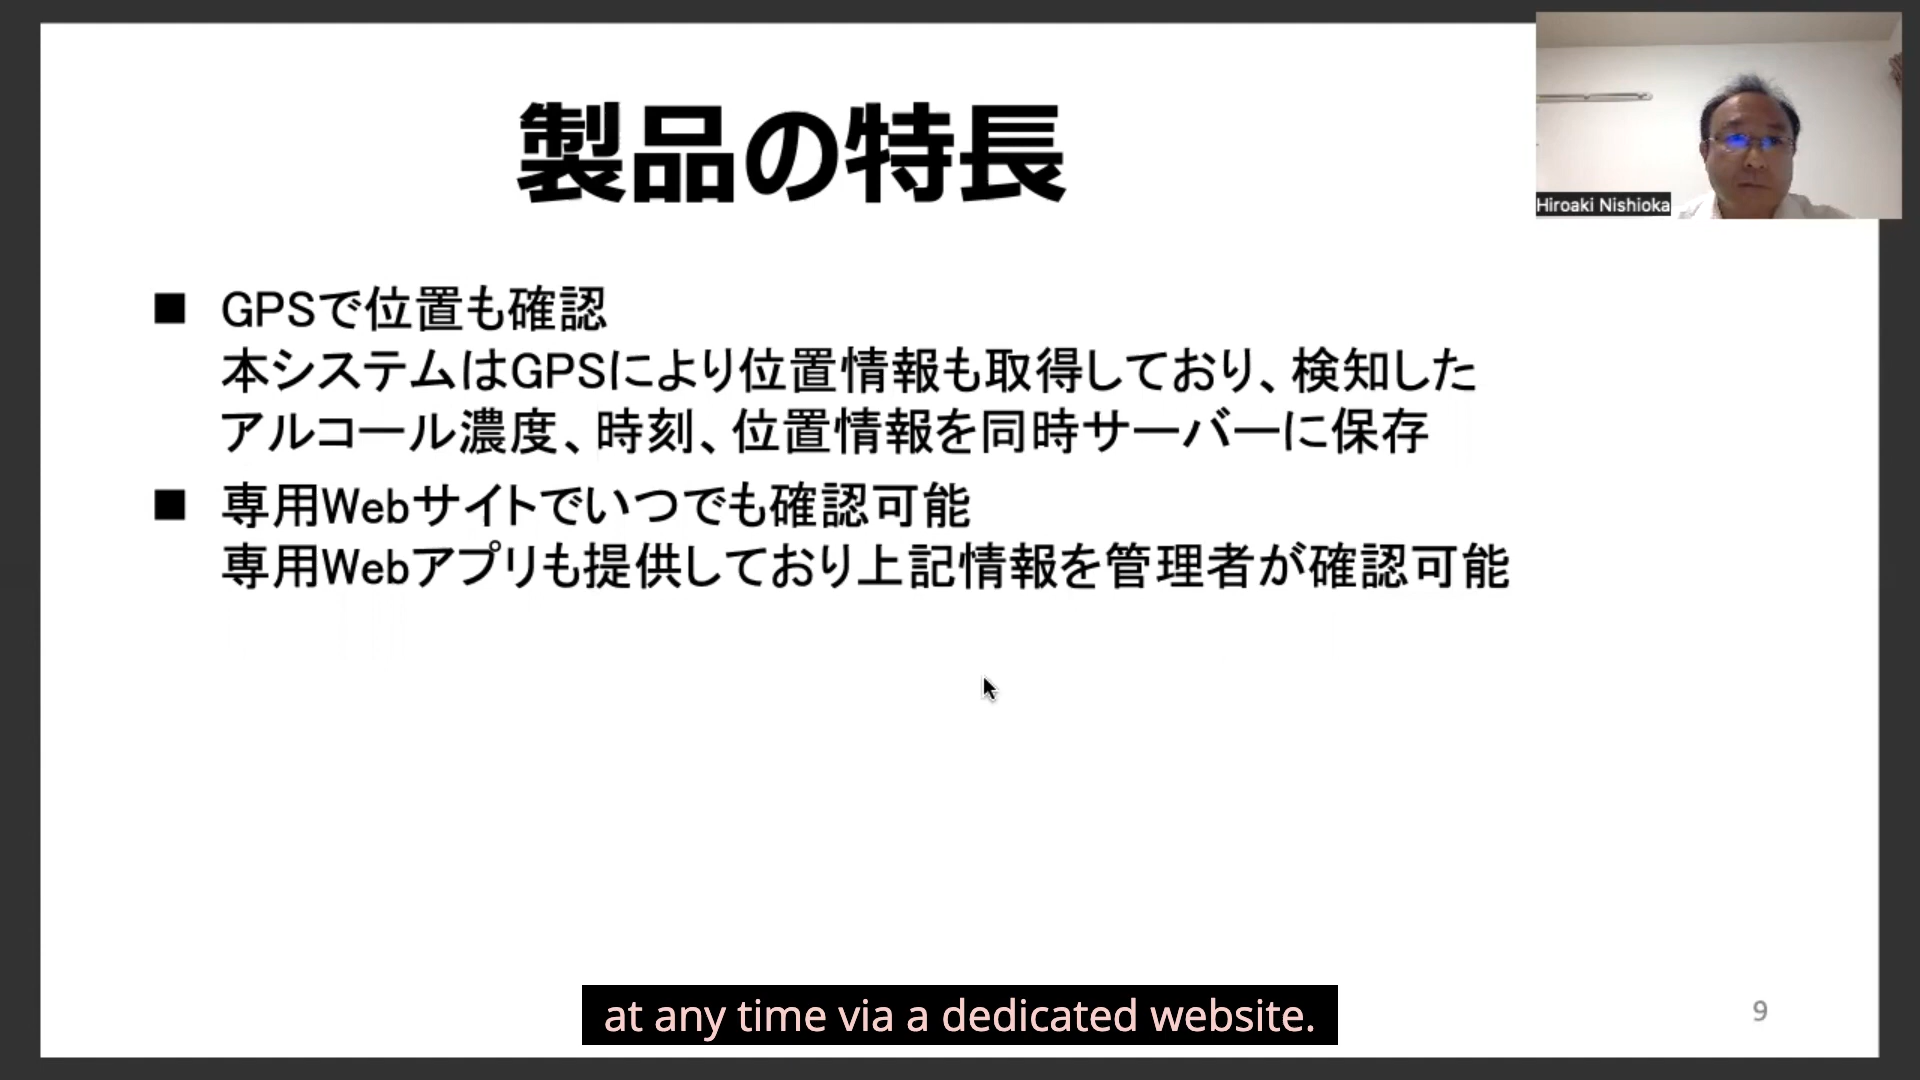 製品の特長
Hiroaki Nishioka
■ GPSで位置も確認
本システムはGPSにより位置情報も取得しており、検知した
アルコール濃度、時刻、位置情報を同時サーバーに保存
■ 専用Webサイトでいつでも確認可能
専用Webアプリも提供しており上記情報を管理者が確認可能
at any time via a dedicated website.
9